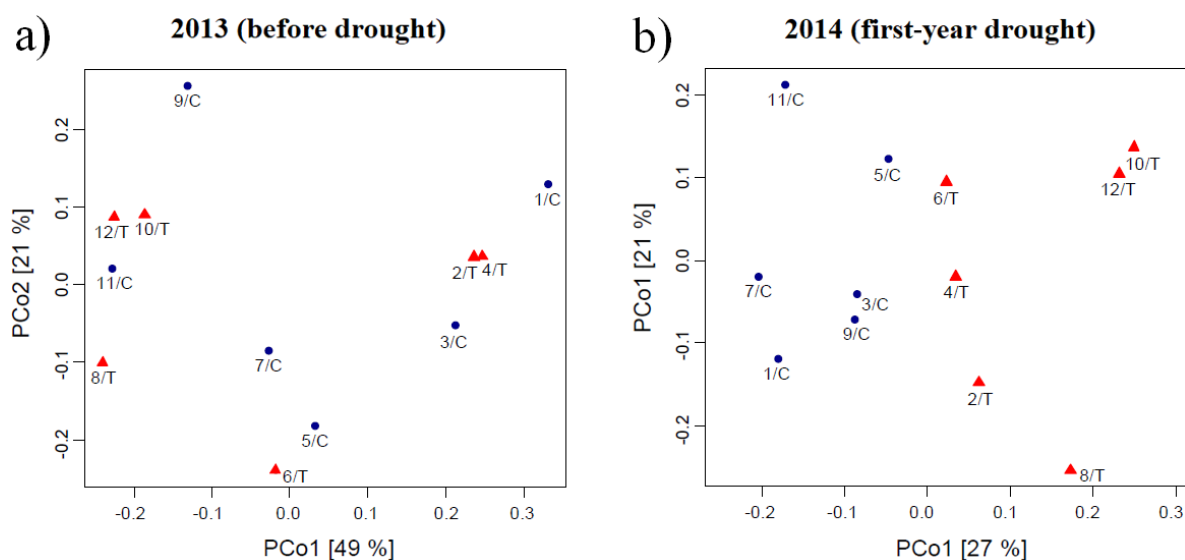 a)
2013 (before drought)
PCo2 [21 %]
0.2
0.1
0.0
-0.1
-0.2
9/C
1/C
12/T
10/T
11/C
2/T
4/T
3/C
7/C
8/T
5/C
6/T
-0.2
-0.1
0.0
0.1
0.2
0.3
PCo1 [49 %]
b)
2014 (first-year drought)
PCo1 [21 %]
0.2
0.1
0.0
-0.1
-0.2
11/C
5/C
10/T
12/T
6/T
7/C
4/T
3/C
9/C
1/C
2/T
8/T
-0.2
-0.1
0.0
0.1
0.2
0.3
PCo1 [27 %]